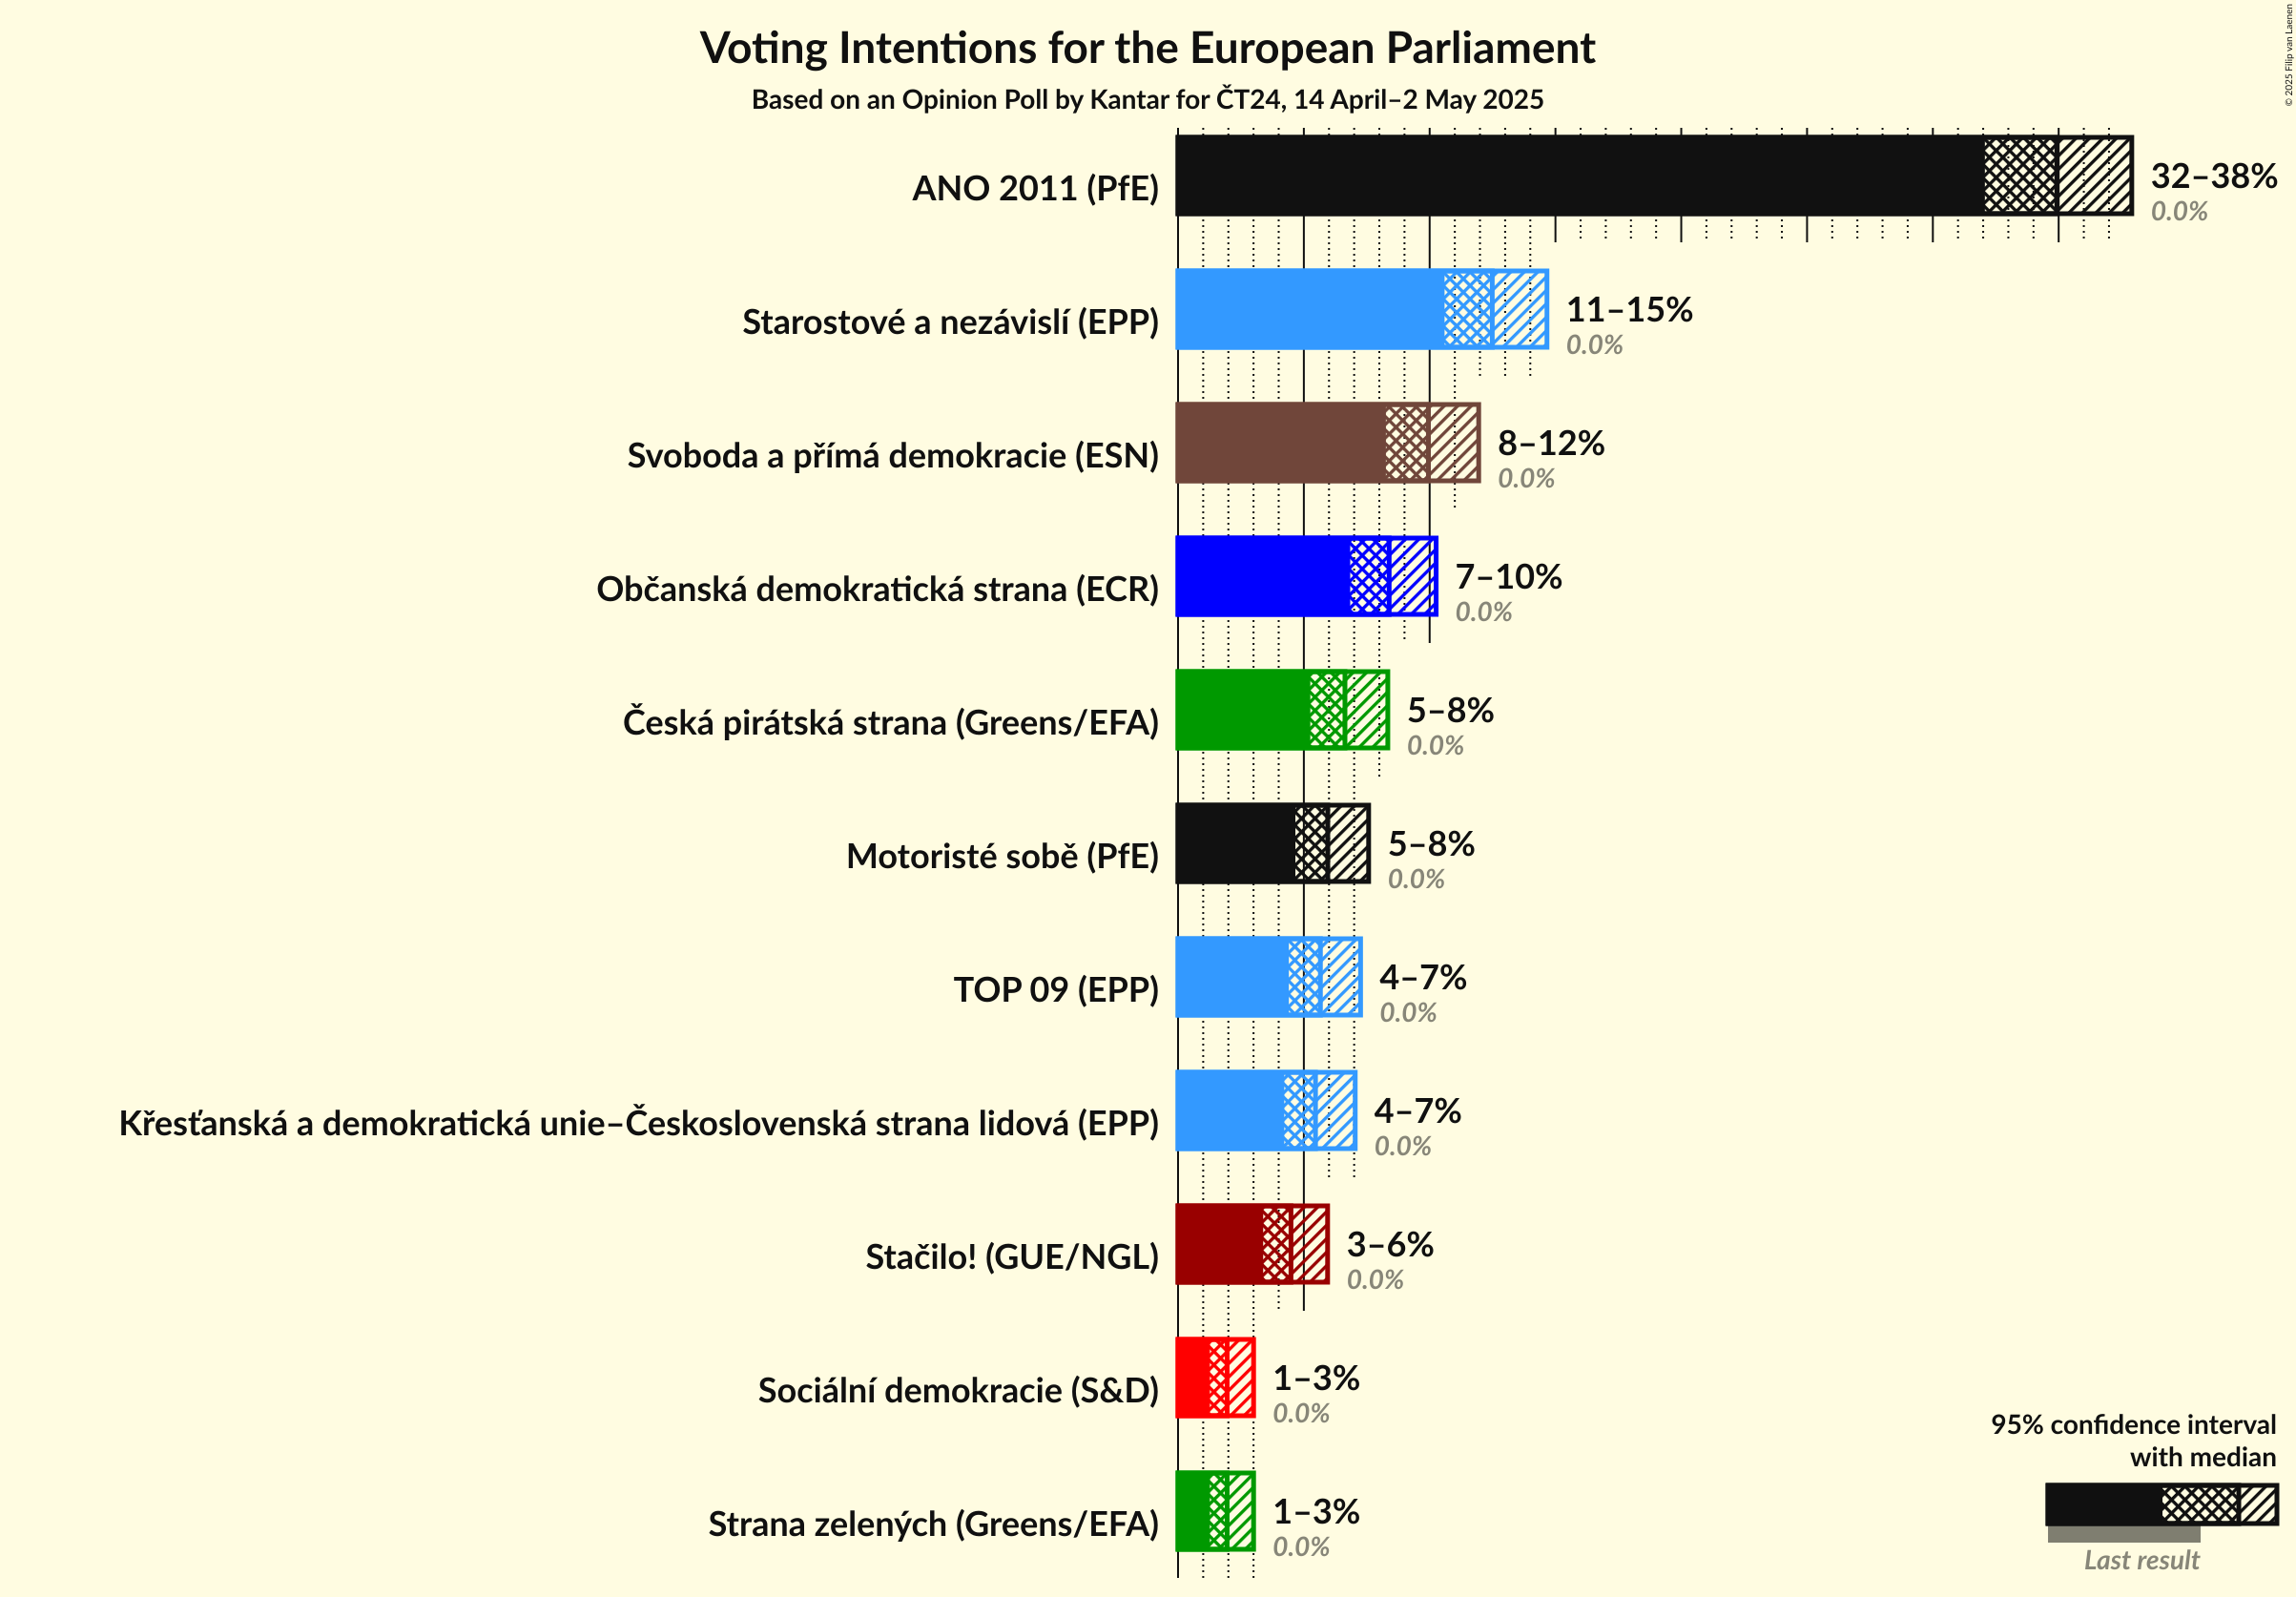 Voting Intentions for the European Parliament
Based on an Opinion Poll by Kantar for ČT24, 14 April–2 May 2025
© 2025 Filip van Laenen
ANO 2011 (PfE)
32–38%
0.0%
Starostové a nezávislí (EPP)
11–15%
0.0%
Svoboda a přímá demokracie (ESN)
8–12%
0.0%
Občanská demokratická strana (ECR)
7–10%
0.0%
Česká pirátská strana (Greens/EFA)
5–8%
0.0%
Motoristé sobě (PfE)
5–8%
0.0%
TOP 09 (EPP)
4–7%
0.0%
Křesťanská a demokratická unie–Československá strana lidová (EPP)
4–7%
0.0%
Stačilo! (GUE/NGL)
3–6%
0.0%
Sociální demokracie (S&D)
1–3%
0.0%
Strana zelených (Greens/EFA)
1–3%
0.0%
95% confidence interval
with median
Last result